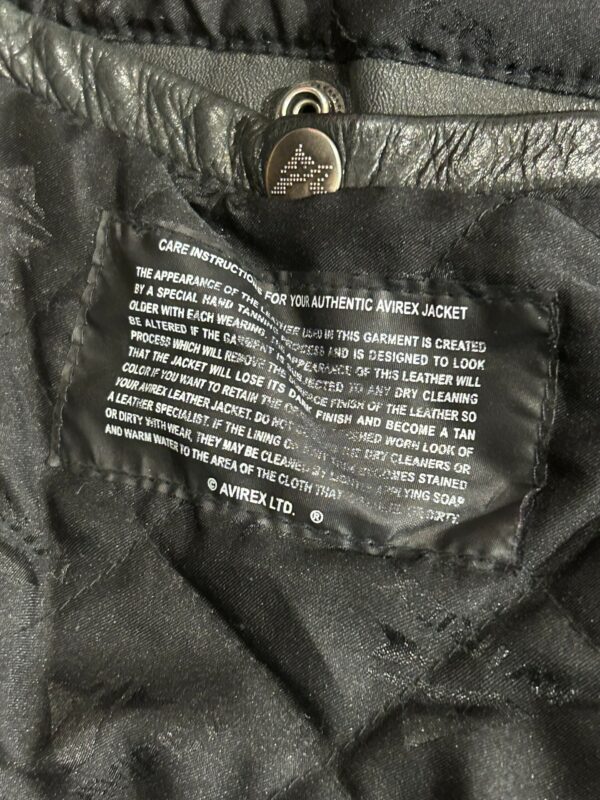 CARE INSTRUCTIONS FOR YOUR AUTHENTIC AVIREX JACKET
THE APPEARANCE OF THE LEATHER USED IN THIS GARMENT IS CREATED
BY A SPECIAL HAND TANNING PROCESS AND IS DESIGNED TO LOOK
OLDER WITH EACH WEARING. THE APPEARANCE OF THIS LEATHER WILL
BE ALTERED IF THE GARMENT IS SUBJECTED TO ANY DRY CLEANING
PROCESS WHICH WILL REMOVE THE SURFACE FINISH OF THE LEATHER SO
THAT THE JACKET WILL LOSE ITS DARK FINISH AND BECOME A TAN
COLOR IF YOU WANT TO RETAIN THE WORN LOOK OF
YOUR AVIREX LEATHER JACKET. DO NOT DRY CLEANERS OR
A LEATHER SPECIALIST. IF THE LINING BECOMES STAINED
OR DIRTY WITH WEAR, THEY MAY BE CLEANED BY LIGHTLY APPLYING SOAP
AND WARM WATER TO THE AREA OF THE CLOTH THAT DIRTY.
© AVIREX LTD. ®